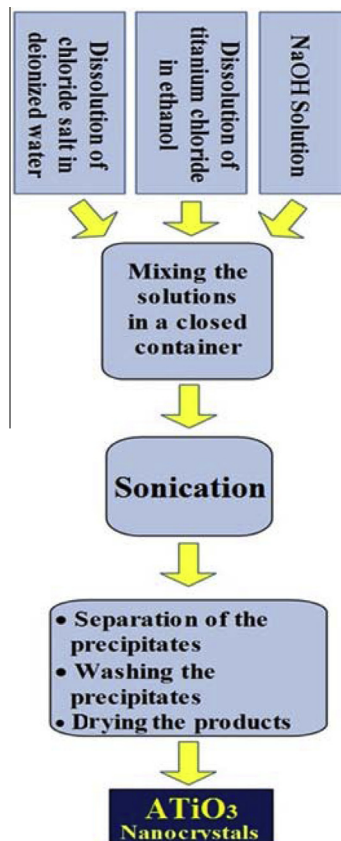 Dissolution of
chloride salt in
deionized water
Dissolution of
titanium chloride
in ethanol
NaOH Solution
Mixing the
solutions
in a closed
container
Sonication
• Separation of the
precipitates
• Washing the
precipitates
• Drying the products
ATiO₃
Nanocrystals